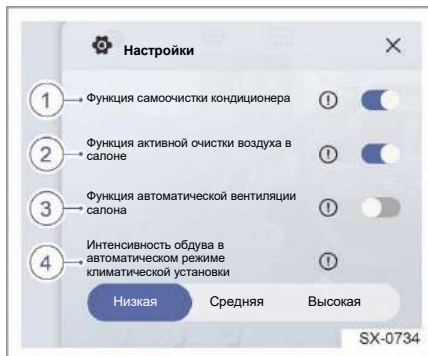 Настройки
1 Функция самоочистки кондиционера
2 Функция активной очистки воздуха в
салоне
3 Функция автоматической вентиляции
салона
4 Интенсивность обдува в
автоматическом режиме
климатической установки
Низкая Средняя Высокая
SX-0734